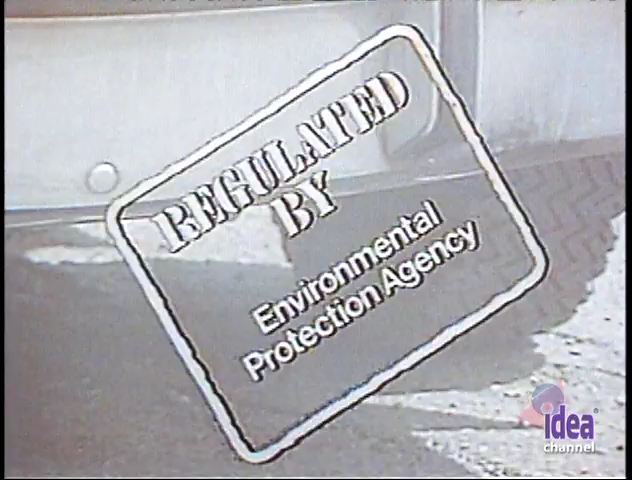 REGULATED
BY
Environmental
Protection Agency
idea
channel